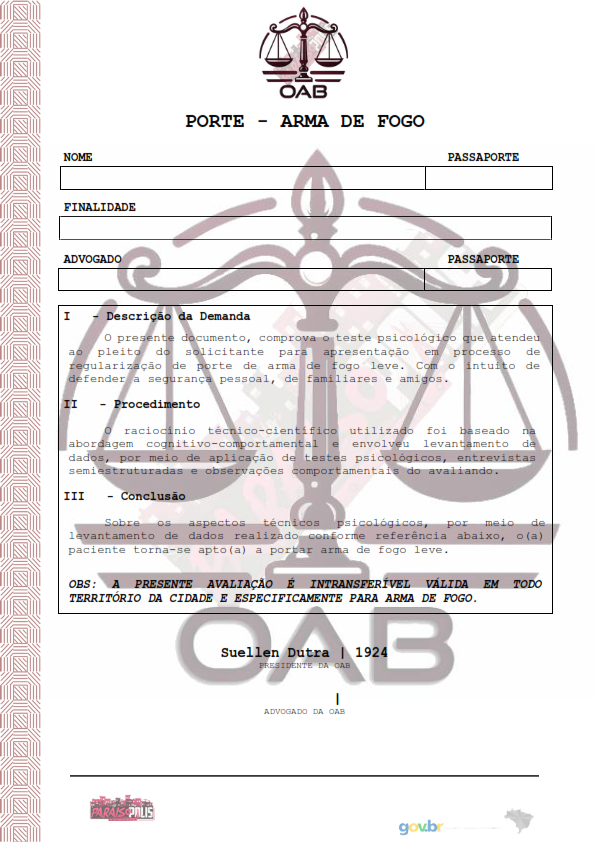 OAB
PORTE - ARMA DE FOGO
NOME PASSAPORTE
FINALIDADE
ADVOGADO PASSAPORTE
I - Descrição da Demanda
O presente documento, comprova o teste psicológico que atendeu
ao pleito do solicitante para apresentação em processo de
regularização de porte de arma de fogo leve. Com o intuito de
defender a segurança pessoal, de familiares e amigos.
II - Procedimento
O raciocínio técnico-científico utilizado foi baseado na
abordagem cognitivo-comportamental e envolveu levantamento de
dados, por meio de aplicação de testes psicológicos, entrevistas
semiestruturadas e observações comportamentais do avaliando.
III - Conclusão
Sobre os aspectos técnicos psicológicos, por meio de
levantamento de dados realizado conforme referência abaixo, o(a)
paciente torna-se apto(a) a portar arma de fogo leve.
OBS: A PRESENTE AVALIAÇÃO É INTRANSFERÍVEL VÁLIDA EM TODO
TERRITÓRIO DA CIDADE E ESPECIFICAMENTE PARA ARMA DE FOGO.
OAB
Suellen Dutra | 1924
PRESIDENTE DA OAB
|
ADVOGADO DA OAB
PARAISÓPOLIS
gov.br